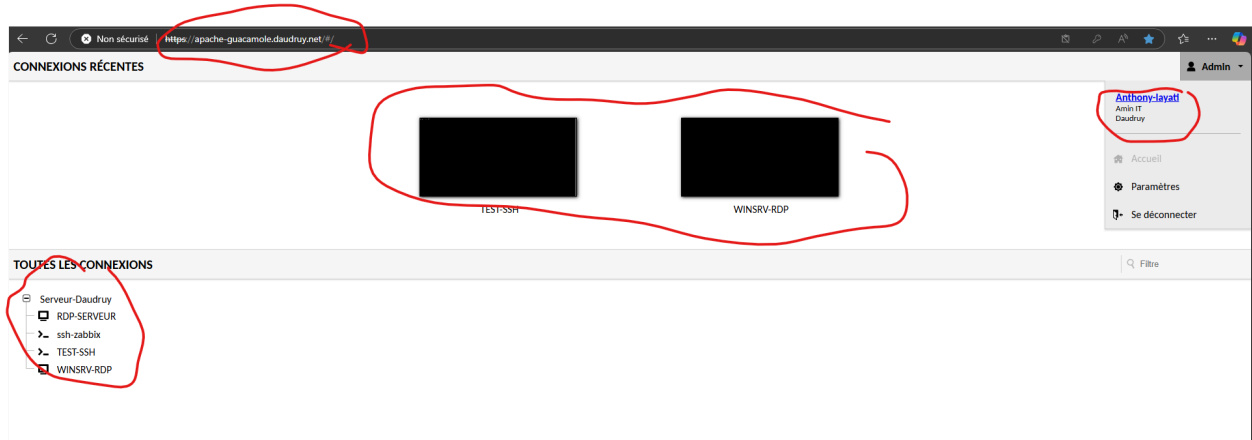 Non sécurisé https://apache-guacamole.daudruy.net/#/
CONNEXIONS RÉCENTES
Admin
Anthony-layati
Amin IT
Daudruy
Accueil
Paramètres
Se déconnecter
TEST-SSH
WINSRV-RDP
TOUTES LES CONNEXIONS
Filtre
Serveur-Daudruy
RDP-SERVEUR
ssh-zabbix
TEST-SSH
WINSRV-RDP